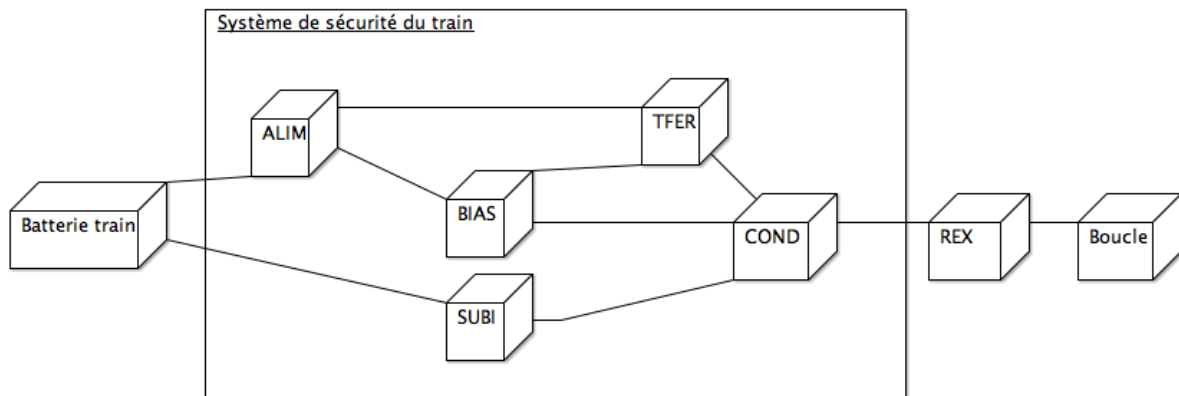 Système de sécurité du train
ALIM
TFER
Batterie train
BIAS
COND
REX
Boucle
SUBI